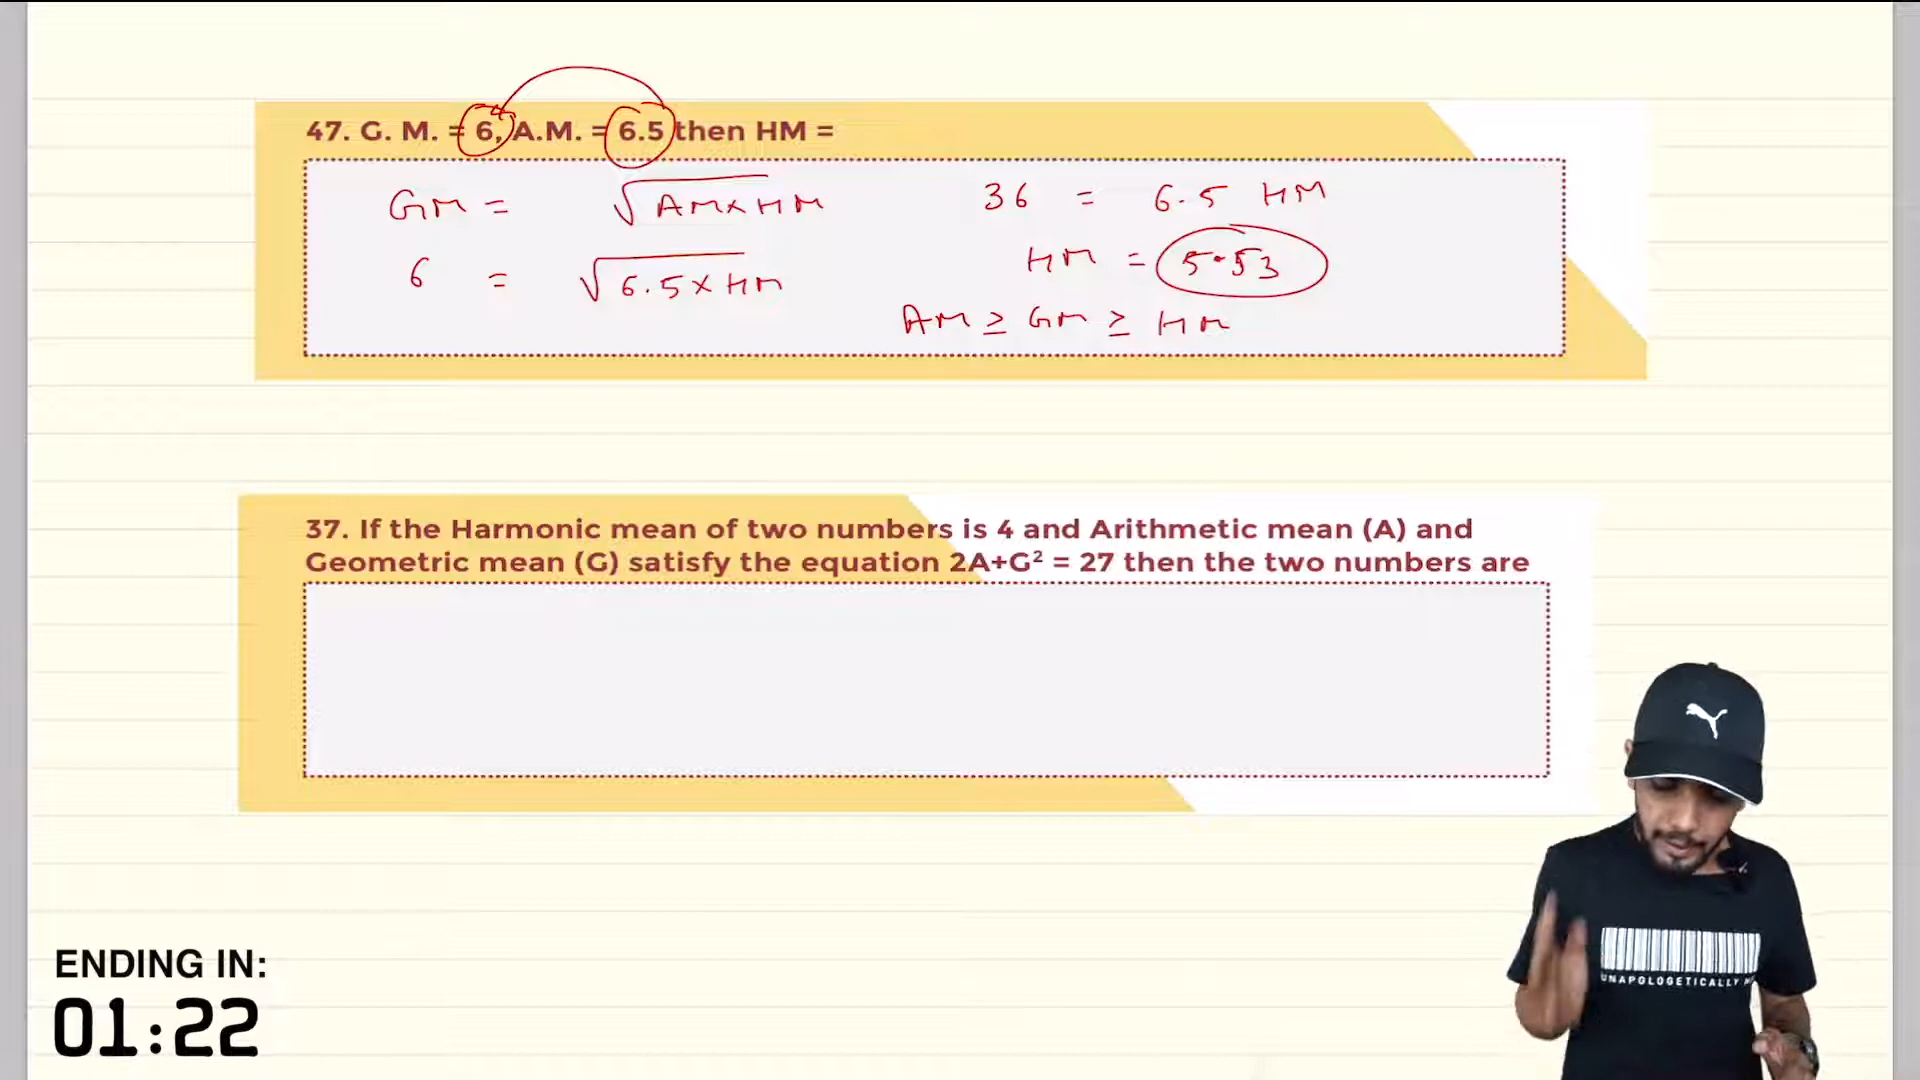 47. G. M. = 6, A.M. = 6.5 then HM =
GM = √AM×HM
6 = √6.5×HM
36 = 6.5 HM
HM = 5.53
AM ≥ GM ≥ HM
37. If the Harmonic mean of two numbers is 4 and Arithmetic mean (A) and
Geometric mean (G) satisfy the equation 2A+G² = 27 then the two numbers are
ENDING IN:
01:22
UNAPOLOGETICALLY